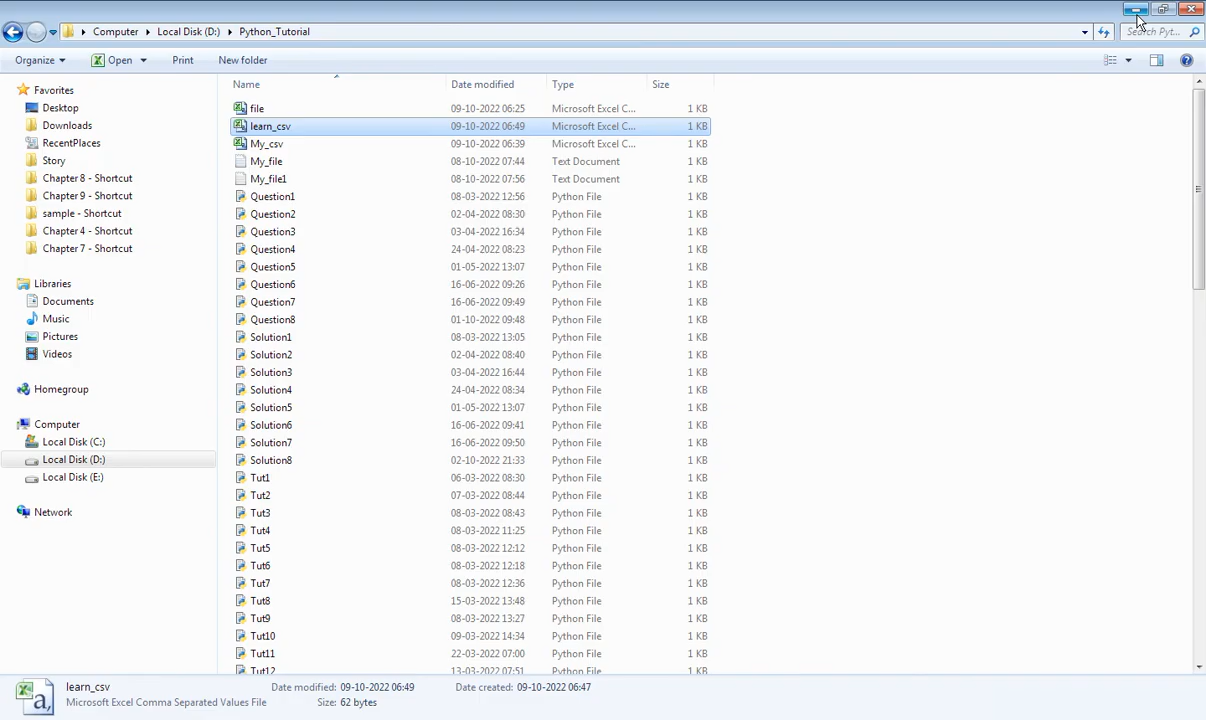 Computer Local Disk (D:) Python_Tutorial Search Pyt...
Organize Open Print New folder
Name Date modified Type Size
Favorites
Desktop
Downloads
RecentPlaces
Story
Chapter 8 - Shortcut
Chapter 9 - Shortcut
sample - Shortcut
Chapter 4 - Shortcut
Chapter 7 - Shortcut
Libraries
Documents
Music
Pictures
Videos
Homegroup
Computer
Local Disk (C:)
Local Disk (D:)
Local Disk (E:)
Network
file 09-10-2022 06:25 Microsoft Excel C... 1 KB
learn_csv 09-10-2022 06:49 Microsoft Excel C... 1 KB
My_csv 09-10-2022 06:39 Microsoft Excel C... 1 KB
My_file 08-10-2022 07:44 Text Document 1 KB
My_file1 08-10-2022 07:56 Text Document 1 KB
Question1 08-03-2022 12:56 Python File 1 KB
Question2 02-04-2022 08:30 Python File 1 KB
Question3 03-04-2022 16:34 Python File 1 KB
Question4 24-04-2022 08:23 Python File 1 KB
Question5 01-05-2022 13:07 Python File 1 KB
Question6 16-06-2022 09:26 Python File 1 KB
Question7 16-06-2022 09:49 Python File 1 KB
Question8 01-10-2022 09:48 Python File 1 KB
Solution1 08-03-2022 13:05 Python File 1 KB
Solution2 02-04-2022 08:40 Python File 1 KB
Solution3 03-04-2022 16:44 Python File 1 KB
Solution4 24-04-2022 08:34 Python File 1 KB
Solution5 01-05-2022 13:07 Python File 1 KB
Solution6 16-06-2022 09:41 Python File 1 KB
Solution7 16-06-2022 09:50 Python File 1 KB
Solution8 02-10-2022 21:33 Python File 1 KB
Tut1 06-03-2022 08:30 Python File 1 KB
Tut2 07-03-2022 08:44 Python File 1 KB
Tut3 08-03-2022 08:43 Python File 1 KB
Tut4 08-03-2022 11:25 Python File 1 KB
Tut5 08-03-2022 12:12 Python File 1 KB
Tut6 08-03-2022 12:18 Python File 1 KB
Tut7 08-03-2022 12:36 Python File 1 KB
Tut8 15-03-2022 13:48 Python File 1 KB
Tut9 08-03-2022 13:27 Python File 1 KB
Tut10 09-03-2022 14:34 Python File 1 KB
Tut11 22-03-2022 07:00 Python File 1 KB
Tut12 13-03-2022 07:51 Python File 1 KB
learn_csv Date modified: 09-10-2022 06:49 Date created: 09-10-2022 06:47
Microsoft Excel Comma Separated Values File Size: 62 bytes